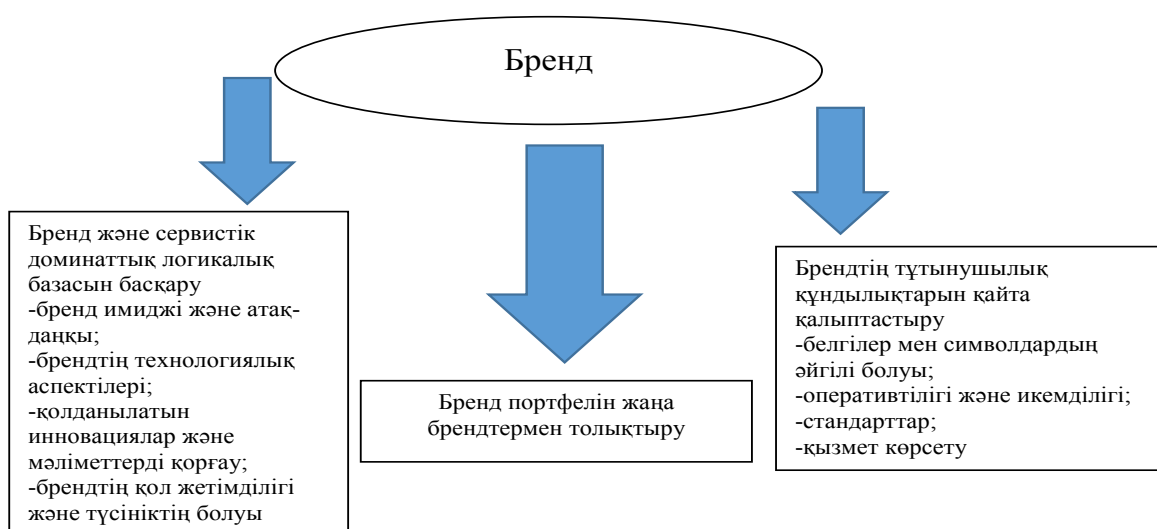 Бренд
Бренд және сервистік
доминаттық логикалық
базасын басқару
-бренд имиджі және атақ-
даңқы;
-брендтің технологиялық
аспектілері;
-қолданылатын
инновациялар және
мәліметтерді қорғау;
-брендтің қол жетімділігі
және түсініктің болуы
Бренд портфелін жаңа
брендтермен толықтыру
Брендтің тұтынушылық
құндылықтарын қайта
қалыптастыру
-белгілер мен символдардың
әйгілі болуы;
-оперативтілігі және икемділігі;
-стандарттар;
-қызмет көрсету